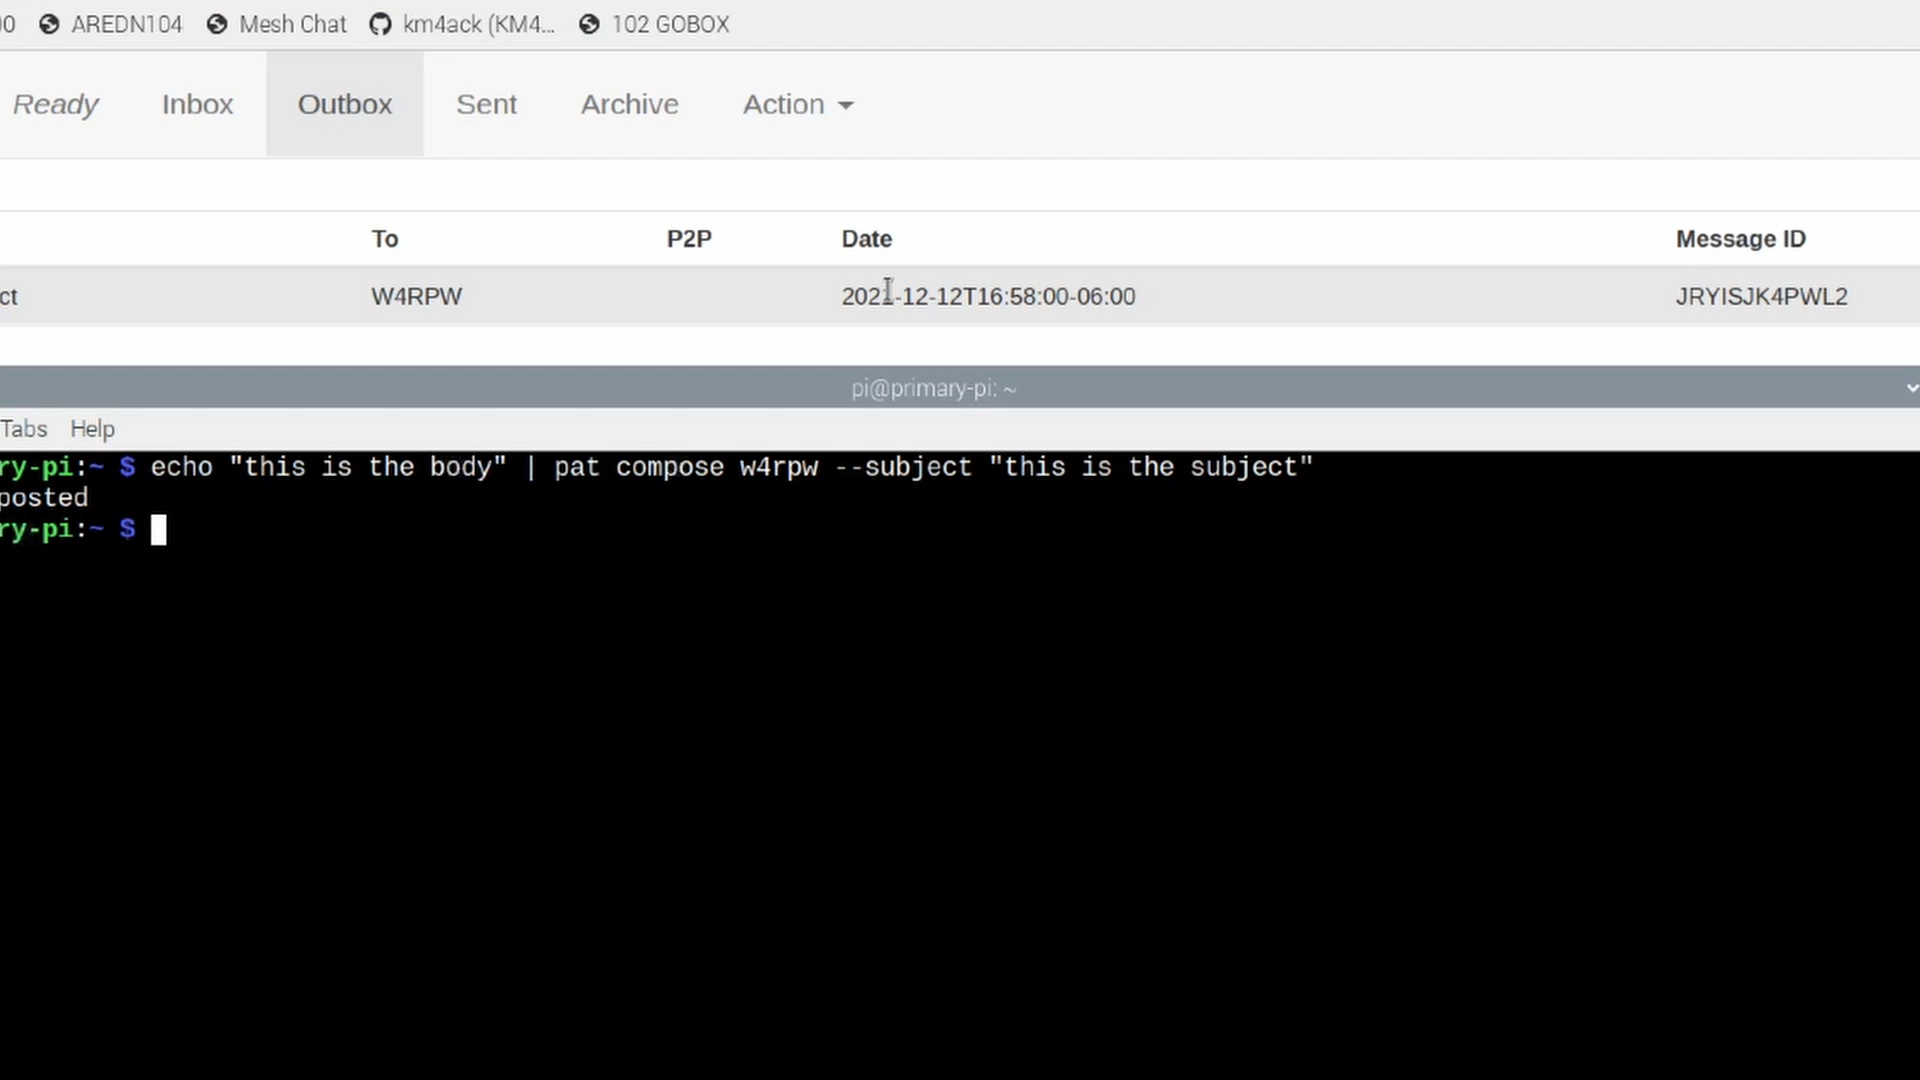 00 AREDN104 Mesh Chat km4ack (KM4... 102 GOBOX
Ready Inbox Outbox Sent Archive Action
To P2P Date Message ID
ct W4RPW 2021-12-12T16:58:00-06:00 JRYISJK4PWL2
pi@primary-pi: ~
Tabs Help
ry-pi:~ $ echo "this is the body" | pat compose w4rpw --subject "this is the subject"
posted
ry-pi:~ $